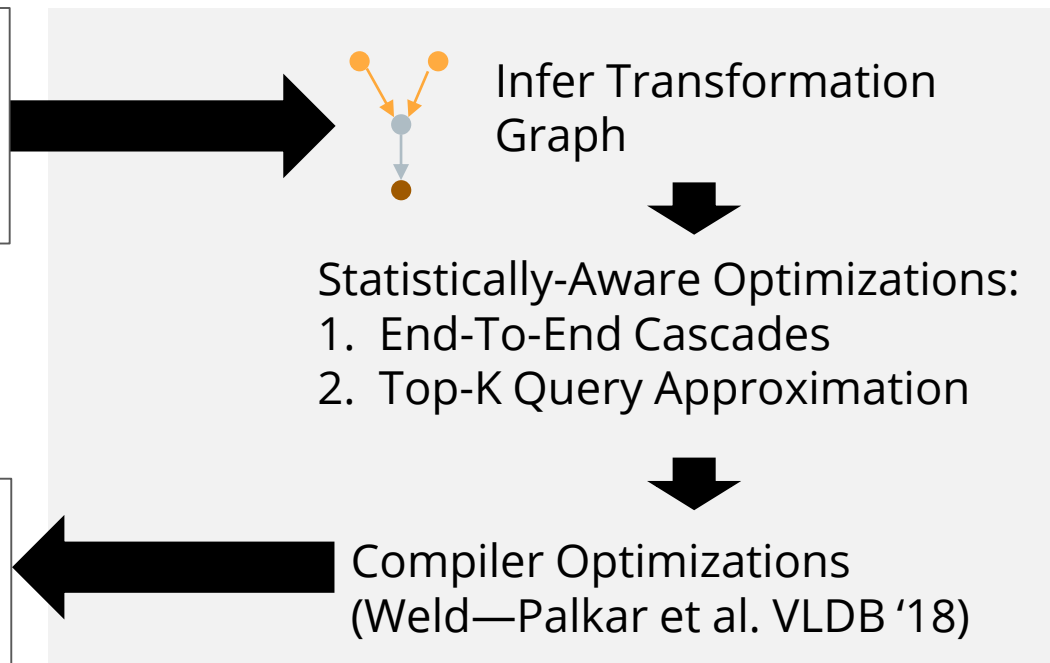 Infer Transformation
Graph
Statistically-Aware Optimizations:
1. End-To-End Cascades
2. Top-K Query Approximation
Compiler Optimizations
(Weld—Palkar et al. VLDB ‘18)